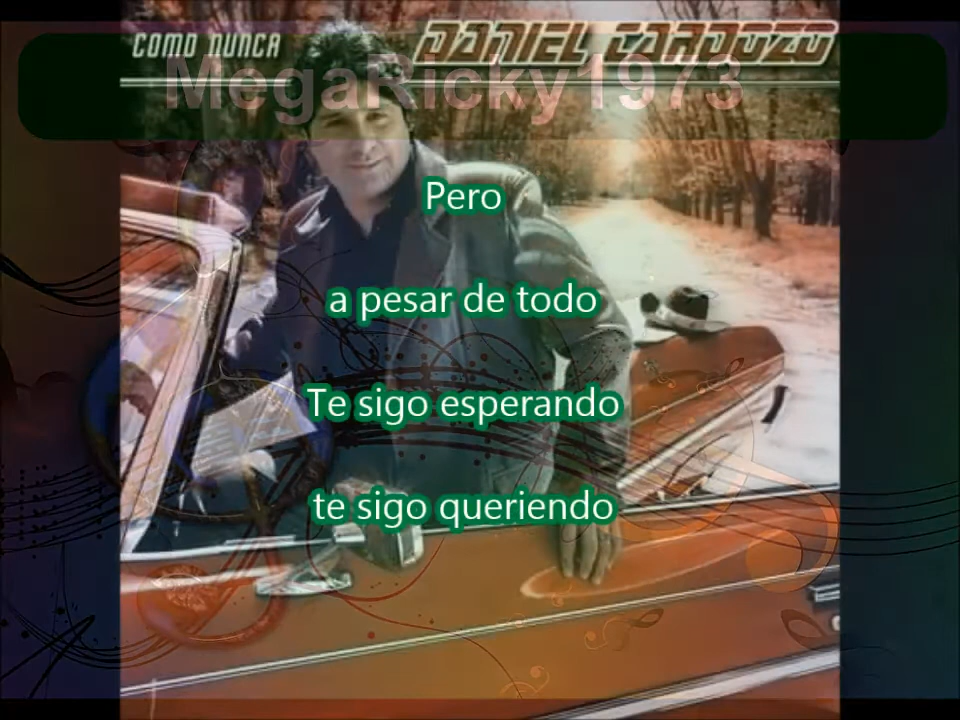 COMO NUNCA DANIEL CARDOZO
MegaRicky1973
Pero
a pesar de todo
Te sigo esperando
te sigo queriendo